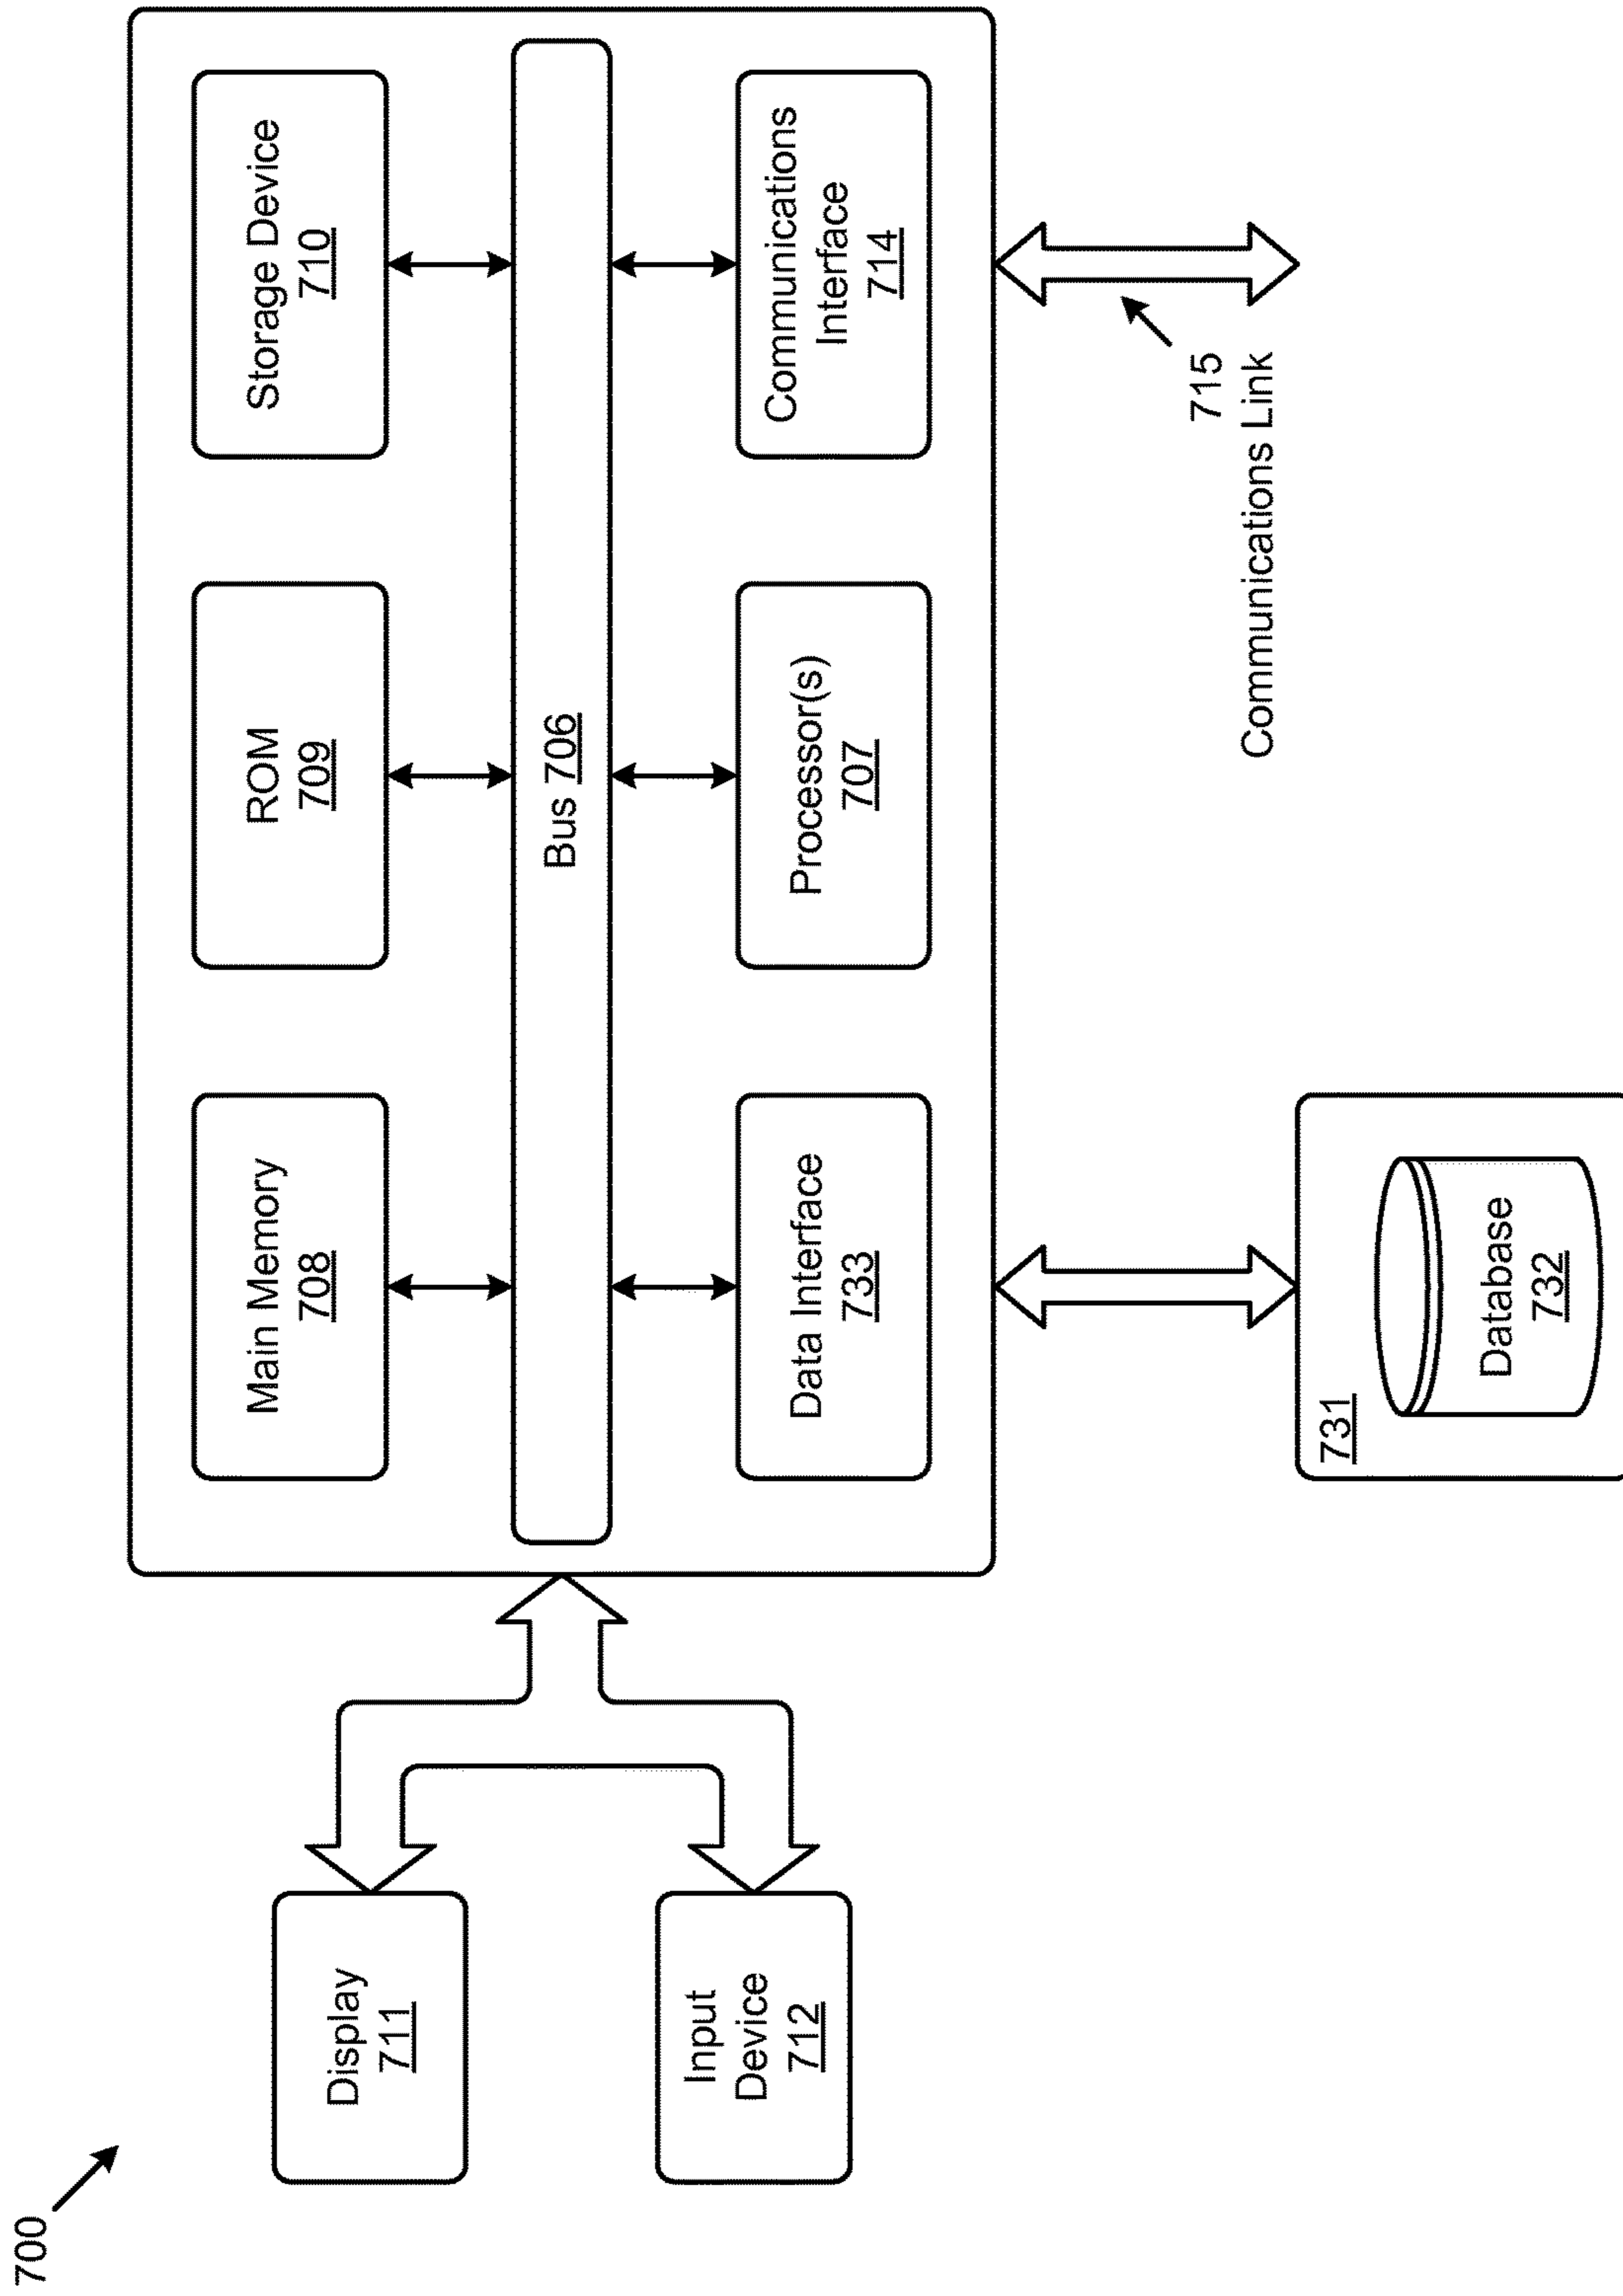 700
Display
711
Input
Device
712
Main Memory
708
ROM
709
Storage Device
710
Bus 706
Data Interface
733
Processor(s)
707
Communications
Interface
714
715
Communications Link
731
Database
732